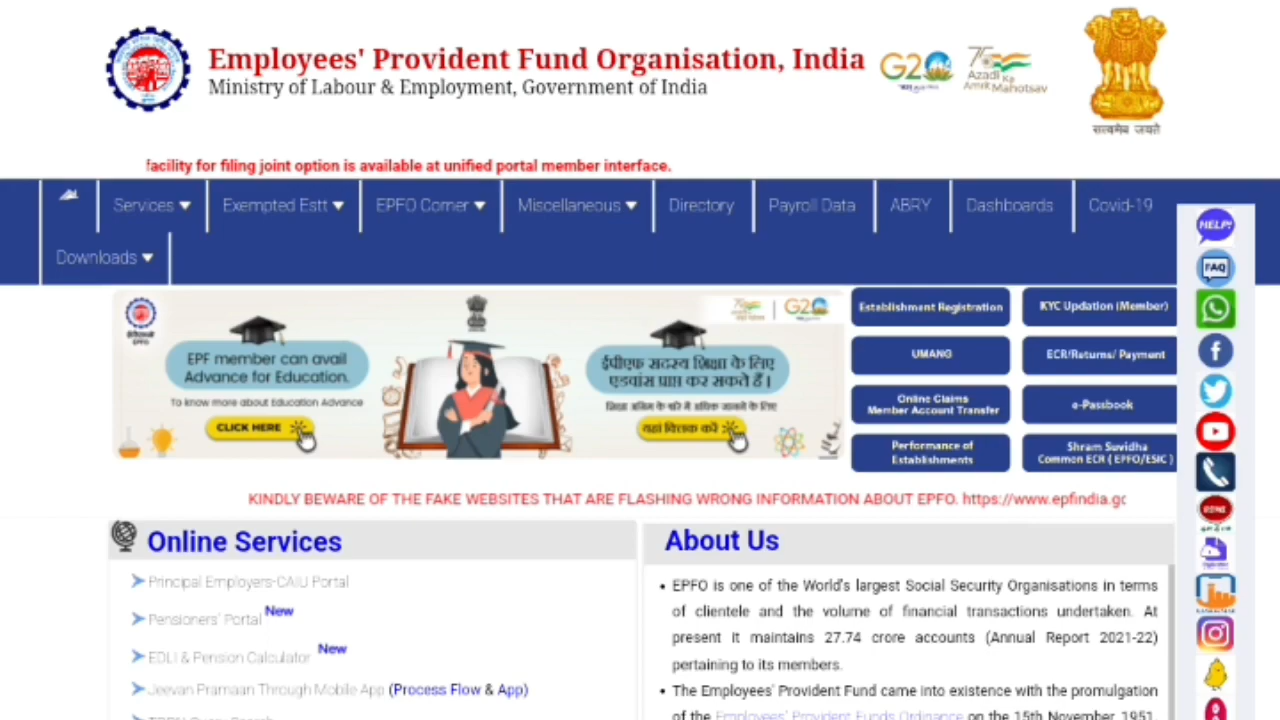 Employees' Provident Fund Organisation, India
Ministry of Labour & Employment, Government of India
G20
Azadi Ka
Amrit Mahotsav
सत्यमेव जयते
facility for filing joint option is available at unified portal member interface.
Services Exempted Estt EPFO Corner Miscellaneous Directory Payroll Data ABRY Dashboards Covid-19
Downloads
HELP!
FAQ
G20
EPF member can avail
Advance for Education.
To know more about Education Advance
CLICK HERE
ईपीएफ सदस्य शिक्षा के लिए
एडवांस प्राप्त कर सकते हैं।
शिक्षा अग्रिम के बारे में अधिक जानने के लिए
यहां क्लिक करें
Establishment Registration
KYC Updation (Member)
UMANG
ECR/Returns/ Payment
Online Claims
Member Account Transfer
e-Passbook
Performance of
Establishments
Shram Suvidha
Common ECR ( EPFO/ESIC )
KINDLY BEWARE OF THE FAKE WEBSITES THAT ARE FLASHING WRONG INFORMATION ABOUT EPFO. https://www.epfindia.gc
Online Services
Principal Employers-CAIU Portal
Pensioners' Portal New
EDLI & Pension Calculator New
Jeevan Pramaan Through Mobile App (Process Flow & App)
About Us
• EPFO is one of the World's largest Social Security Organisations in terms
of clientele and the volume of financial transactions undertaken. At
present it maintains 27.74 crore accounts (Annual Report 2021-22)
pertaining to its members.
• The Employees' Provident Fund came into existence with the promulgation
of the Employees' Provident Funds Ordinance on the 15th November, 1951.